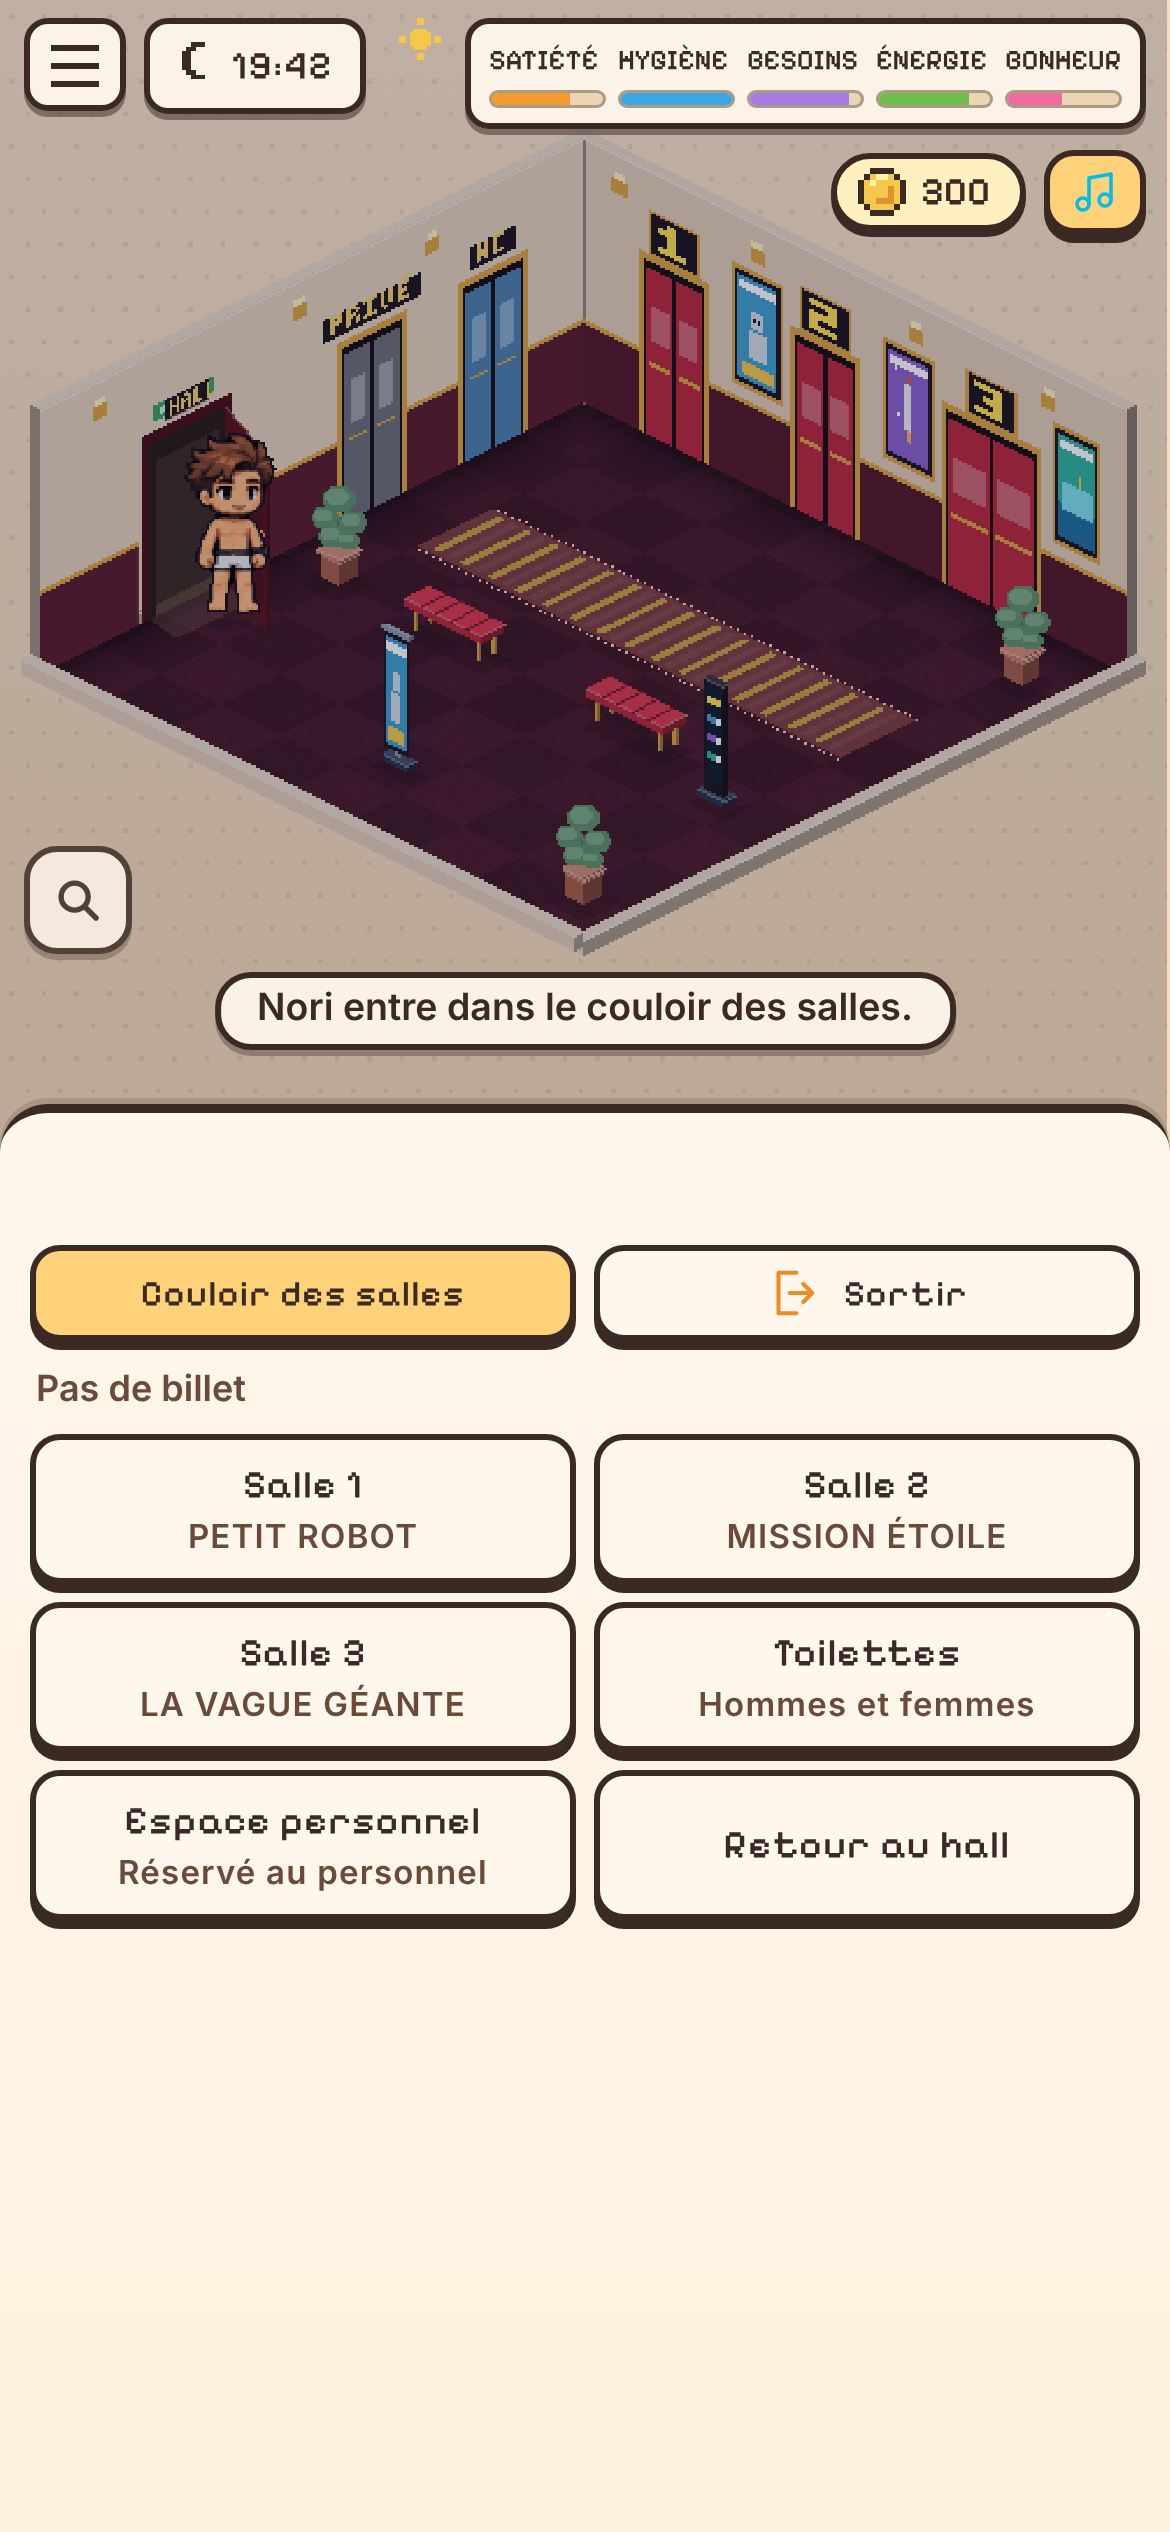 19:42
SATIÉTÉ HYGIÈNE BESOINS ÉNERGIE BONHEUR
300
WC
PRIVÉ
HALL
1
2
3
Nori entre dans le couloir des salles.
Couloir des salles
Sortir
Pas de billet
Salle 1
PETIT ROBOT
Salle 2
MISSION ÉTOILE
Salle 3
LA VAGUE GÉANTE
Toilettes
Hommes et femmes
Espace personnel
Réservé au personnel
Retour au hall